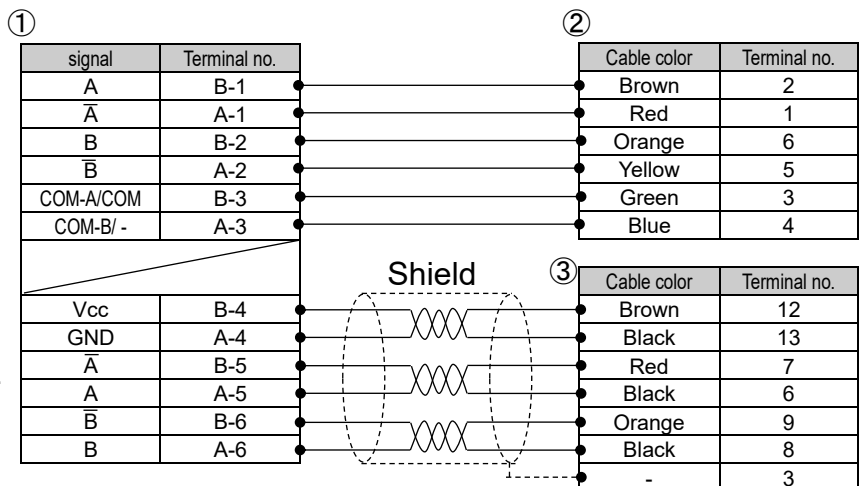 ① ②
signal Terminal no. Cable color Terminal no.
A B-1 Brown 2
A̅ A-1 Red 1
B B-2 Orange 6
B̅ A-2 Yellow 5
COM-A/COM B-3 Green 3
COM-B/ - A-3 Blue 4
Shield ③
Cable color Terminal no.
Vcc B-4 Brown 12
GND A-4 Black 13
A̅ B-5 Red 7
A A-5 Black 6
B̅ B-6 Orange 9
B A-6 Black 8
- 3